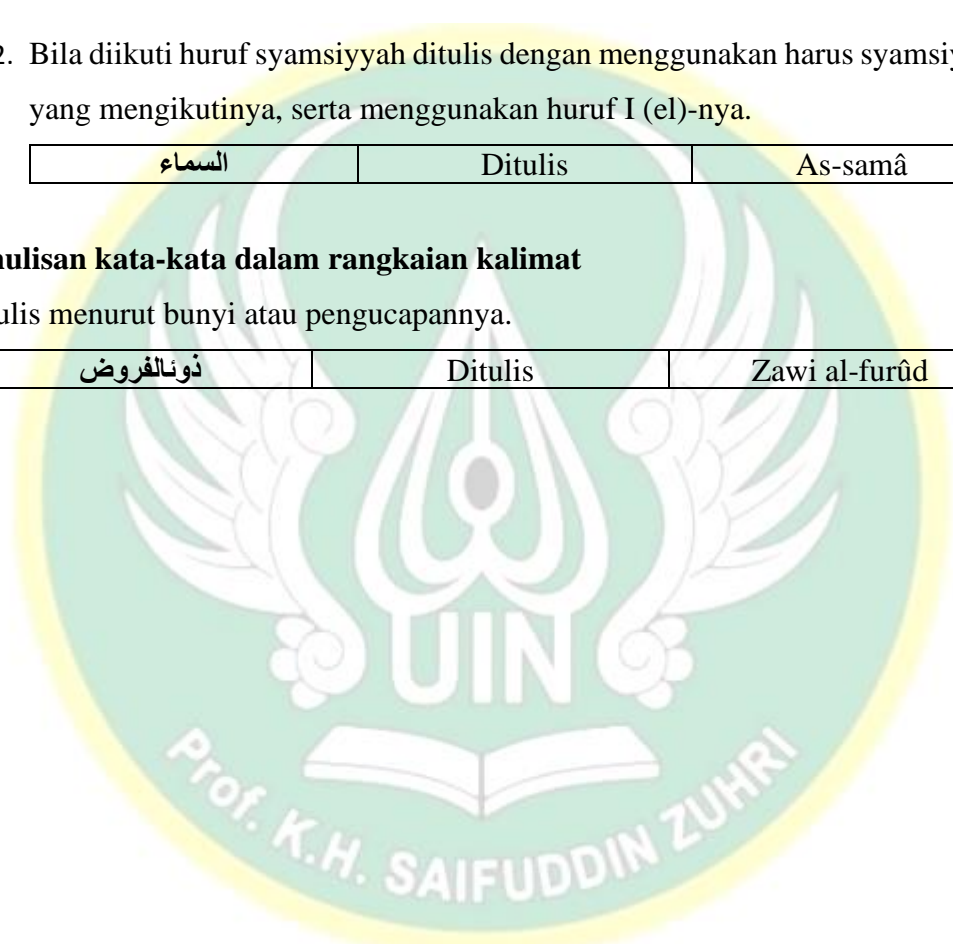 2. Bila diikuti huruf syamsiyyah ditulis dengan menggunakan harus syamsiy
yang mengikutinya, serta menggunakan huruf I (el)-nya.
السماء Ditulis As-samâ
nulisan kata-kata dalam rangkaian kalimat
ulis menurut bunyi atau pengucapannya.
ذوئالفروض Ditulis Zawi al-furûd
UIN
Prof. K.H. SAIFUDDIN ZUHRI